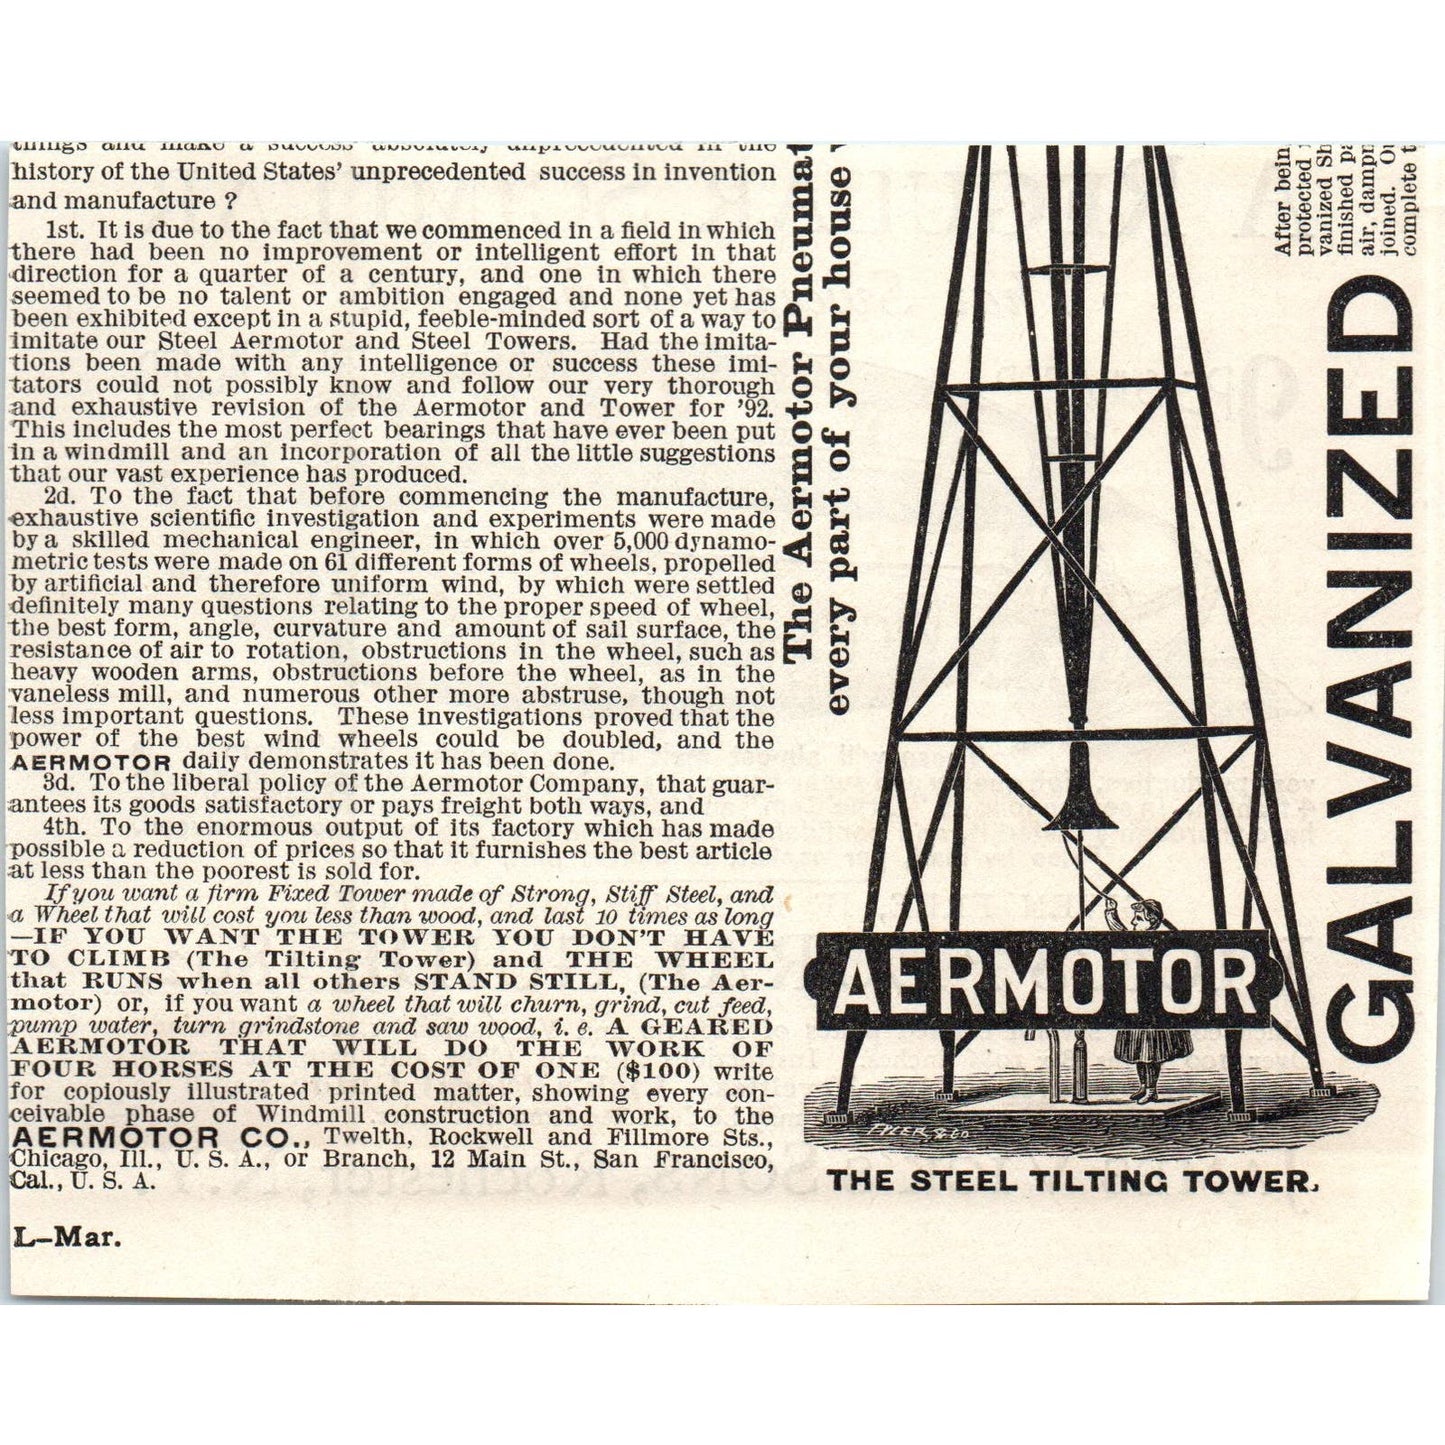 things and make a success absolutely unprecedented in the
history of the United States' unprecedented success in invention
and manufacture ?
1st. It is due to the fact that we commenced in a field in which
there had been no improvement or intelligent effort in that
direction for a quarter of a century, and one in which there
seemed to be no talent or ambition engaged and none yet has
been exhibited except in a stupid, feeble-minded sort of a way to
imitate our Steel Aermotor and Steel Towers. Had the imita-
tions been made with any intelligence or success these imi-
tators could not possibly know and follow our very thorough
and exhaustive revision of the Aermotor and Tower for '92.
This includes the most perfect bearings that have ever been put
in a windmill and an incorporation of all the little suggestions
that our vast experience has produced.
2d. To the fact that before commencing the manufacture,
exhaustive scientific investigation and experiments were made
by a skilled mechanical engineer, in which over 5,000 dynamo-
metric tests were made on 61 different forms of wheels, propelled
by artificial and therefore uniform wind, by which were settled
definitely many questions relating to the proper speed of wheel,
the best form, angle, curvature and amount of sail surface, the
resistance of air to rotation, obstructions in the wheel, such as
heavy wooden arms, obstructions before the wheel, as in the
vaneless mill, and numerous other more abstruse, though not
less important questions. These investigations proved that the
power of the best wind wheels could be doubled, and the
AERMOTOR daily demonstrates it has been done.
3d. To the liberal policy of the Aermotor Company, that guar-
antees its goods satisfactory or pays freight both ways, and
4th. To the enormous output of its factory which has made
possible a reduction of prices so that it furnishes the best article
at less than the poorest is sold for.
If you want a firm Fixed Tower made of Strong, Stiff Steel, and
a Wheel that will cost you less than wood, and last 10 times as long
—IF YOU WANT THE TOWER YOU DON'T HAVE
TO CLIMB (The Tilting Tower) and THE WHEEL
that RUNS when all others STAND STILL, (The Aer-
motor) or, if you want a wheel that will churn, grind, cut feed,
pump water, turn grindstone and saw wood, i. e. A GEARED
AERMOTOR THAT WILL DO THE WORK OF
FOUR HORSES AT THE COST OF ONE ($100) write
for copiously illustrated printed matter, showing every con-
ceivable phase of Windmill construction and work, to the
AERMOTOR CO., Twelth, Rockwell and Fillmore Sts.,
Chicago, Ill., U. S. A., or Branch, 12 Main St., San Francisco,
Cal., U. S. A.
L–Mar.
The Aermotor Pneumat
every part of your house
AERMOTOR
THE STEEL TILTING TOWER.
GALVANIZED
After bein
protected
vanized Sh
finished pa
air, dampn
joined. Ou
complete t